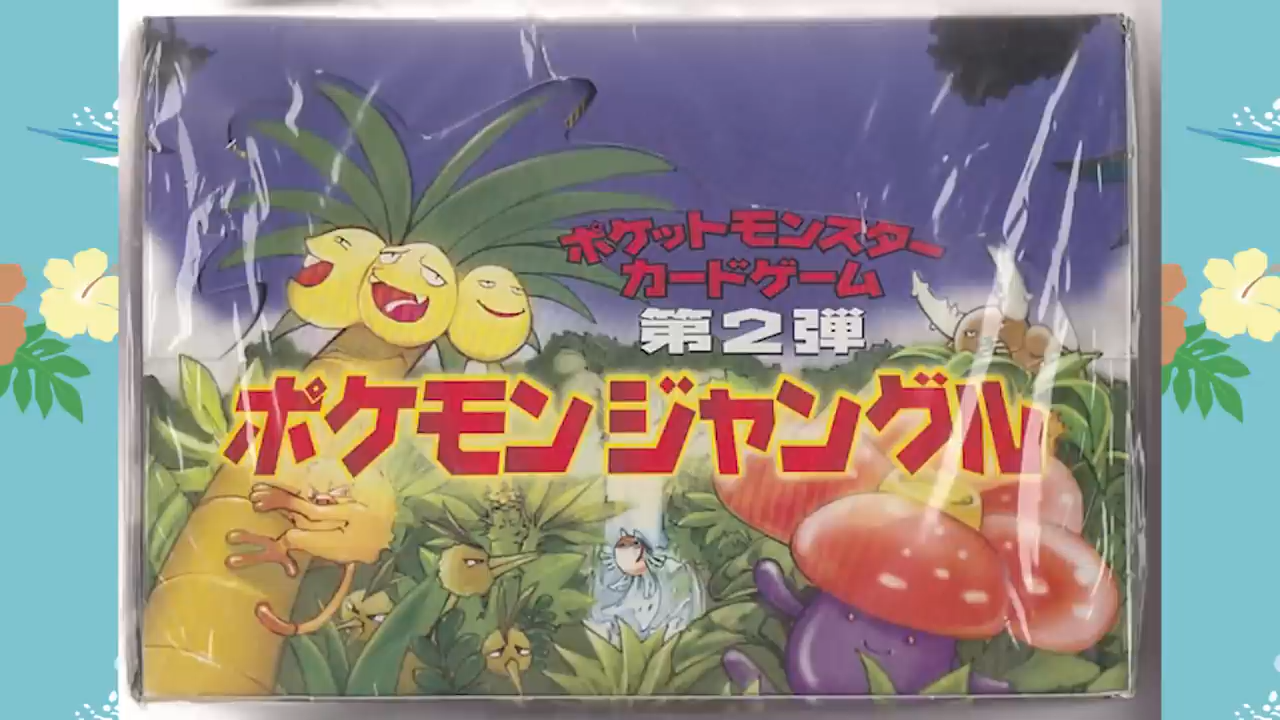 ポケットモンスター
カードゲーム
第2弾
ポケモンジャングル